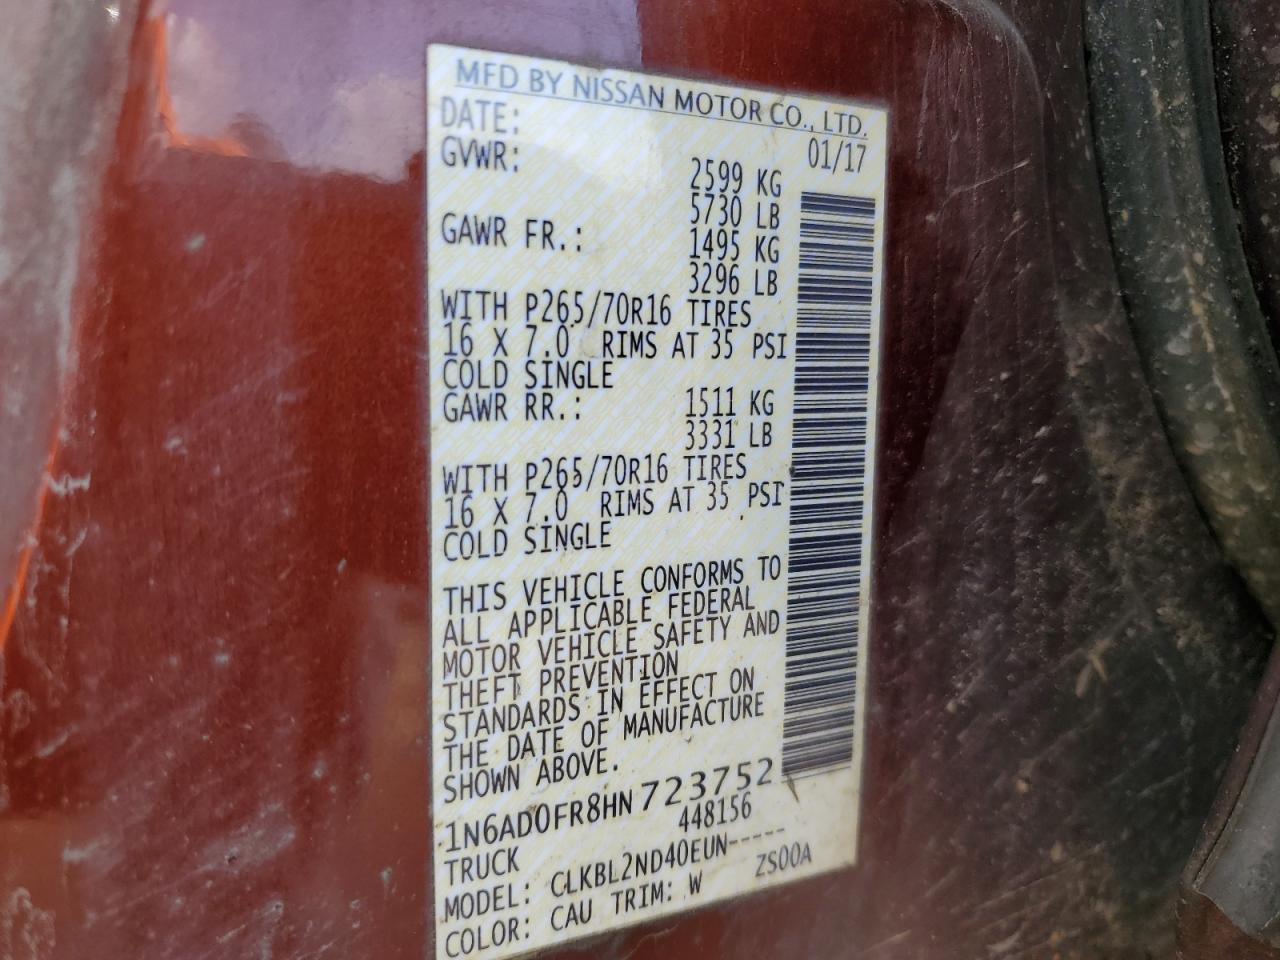 MFD BY NISSAN MOTOR CO., LTD.
DATE: 01/17
GVWR: 2599 KG
5730 LB
GAWR FR.: 1495 KG
3296 LB
WITH P265/70R16 TIRES
16 X 7.0 RIMS AT 35 PSI
COLD SINGLE
GAWR RR.: 1511 KG
3331 LB
WITH P265/70R16 TIRES
16 X 7.0 RIMS AT 35 PSI
COLD SINGLE
THIS VEHICLE CONFORMS TO
ALL APPLICABLE FEDERAL
MOTOR VEHICLE SAFETY AND
THEFT PREVENTION
STANDARDS IN EFFECT ON
THE DATE OF MANUFACTURE
SHOWN ABOVE.
1N6AD0FR8HN 723752
TRUCK 448156
MODEL: CLKBL2ND40EUN-----
COLOR: CAU TRIM: W ZS00A